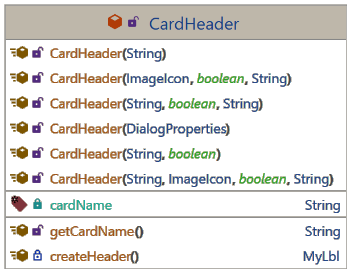 CardHeader
CardHeader(String)
CardHeader(ImageIcon, boolean, String)
CardHeader(String, boolean, String)
CardHeader(DialogProperties)
CardHeader(String, boolean)
CardHeader(String, ImageIcon, boolean, String)
cardName String
getCardName() String
createHeader() MyLbl